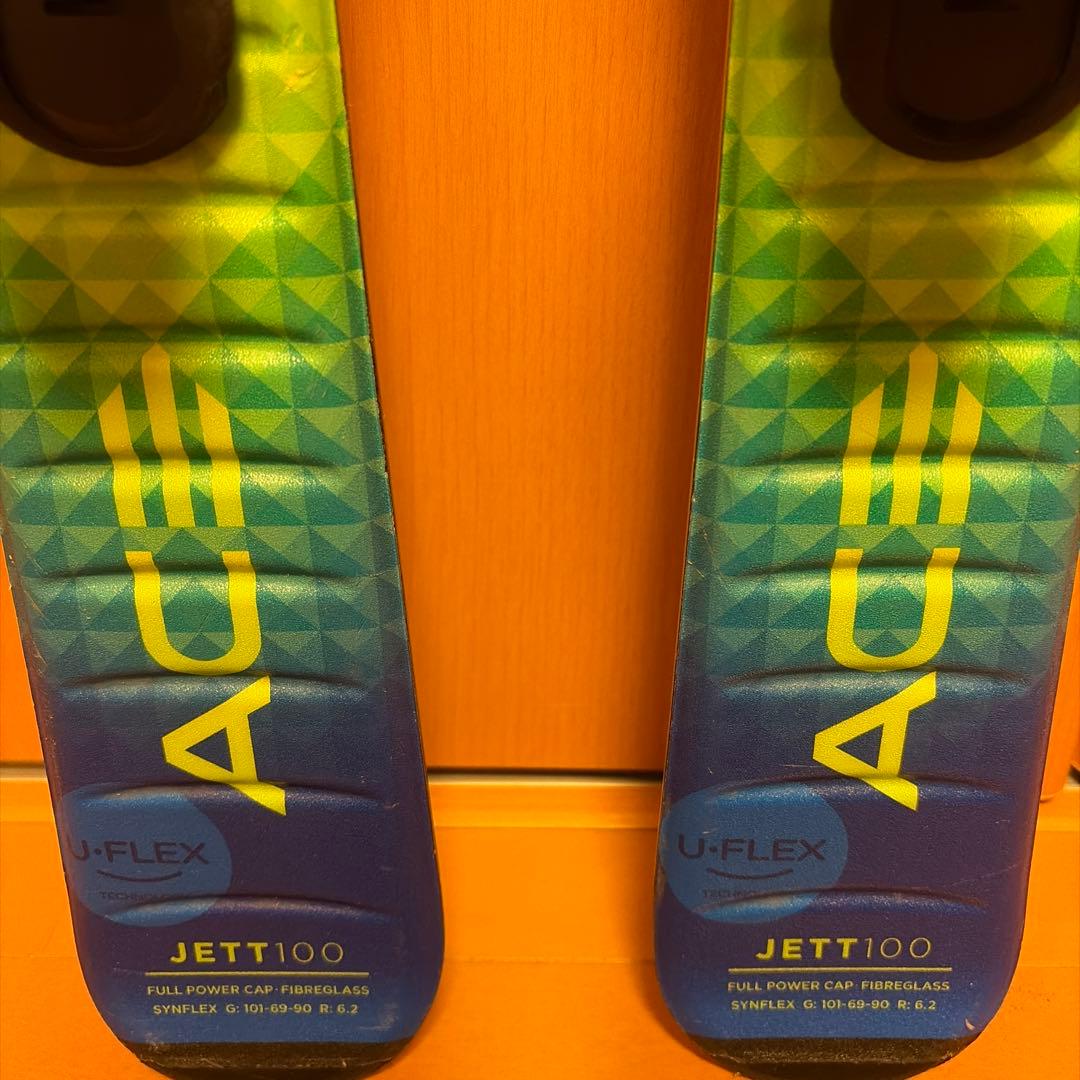 ACE
U•FLEX
TECHNOLOGY
JETT100
FULL POWER CAP·FIBREGLASS
SYNFLEX G: 101-69-90 R: 6.2
ACE
U•FLEX
JETT100
FULL POWER CAP·FIBREGLASS
SYNFLEX G: 101-69-90 R: 6.2